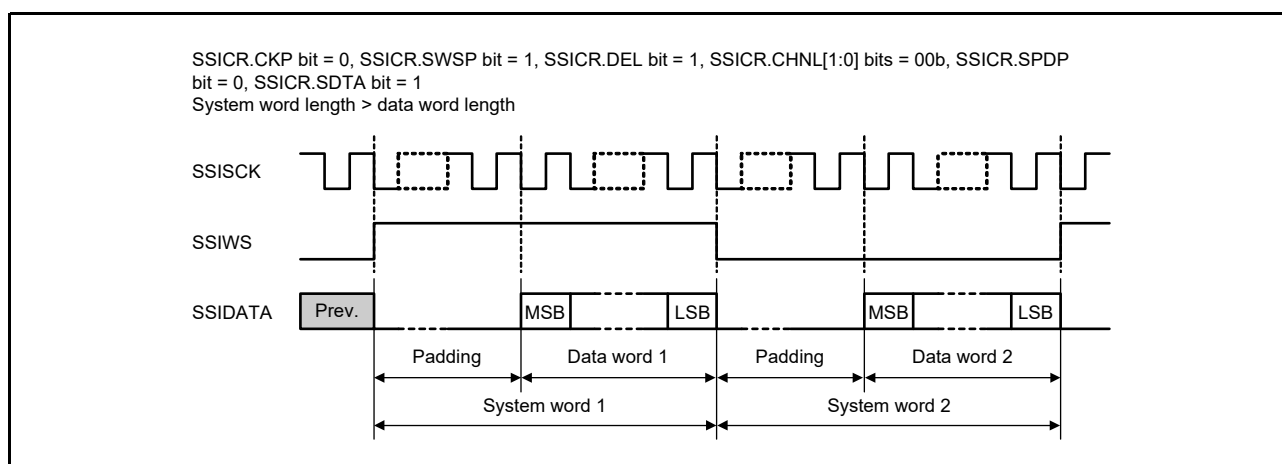 SSICR.CKP bit = 0, SSICR.SWSP bit = 1, SSICR.DEL bit = 1, SSICR.CHNL[1:0] bits = 00b, SSICR.SPDP
bit = 0, SSICR.SDTA bit = 1
System word length > data word length
SSISCK
SSIWS
SSIDATA Prev. MSB LSB MSB LSB
Padding Data word 1 Padding Data word 2
System word 1 System word 2